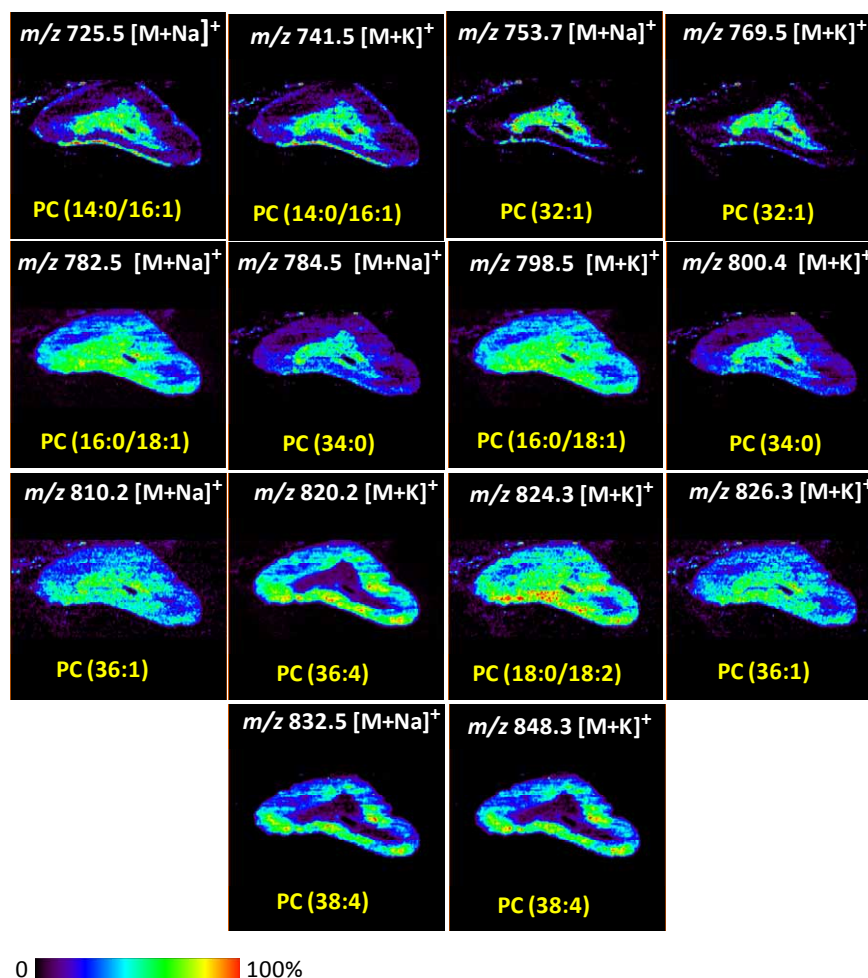 m/z 725.5 [M+Na]+ m/z 741.5 [M+K]+ m/z 753.7 [M+Na]+ m/z 769.5 [M+K]+
PC (14:0/16:1) PC (14:0/16:1) PC (32:1) PC (32:1)
m/z 782.5 [M+Na]+ m/z 784.5 [M+Na]+ m/z 798.5 [M+K]+ m/z 800.4 [M+K]+
PC (16:0/18:1) PC (34:0) PC (16:0/18:1) PC (34:0)
m/z 810.2 [M+Na]+ m/z 820.2 [M+K]+ m/z 824.3 [M+K]+ m/z 826.3 [M+K]+
PC (36:1) PC (36:4) PC (18:0/18:2) PC (36:1)
m/z 832.5 [M+Na]+ m/z 848.3 [M+K]+
PC (38:4) PC (38:4)
0 100%